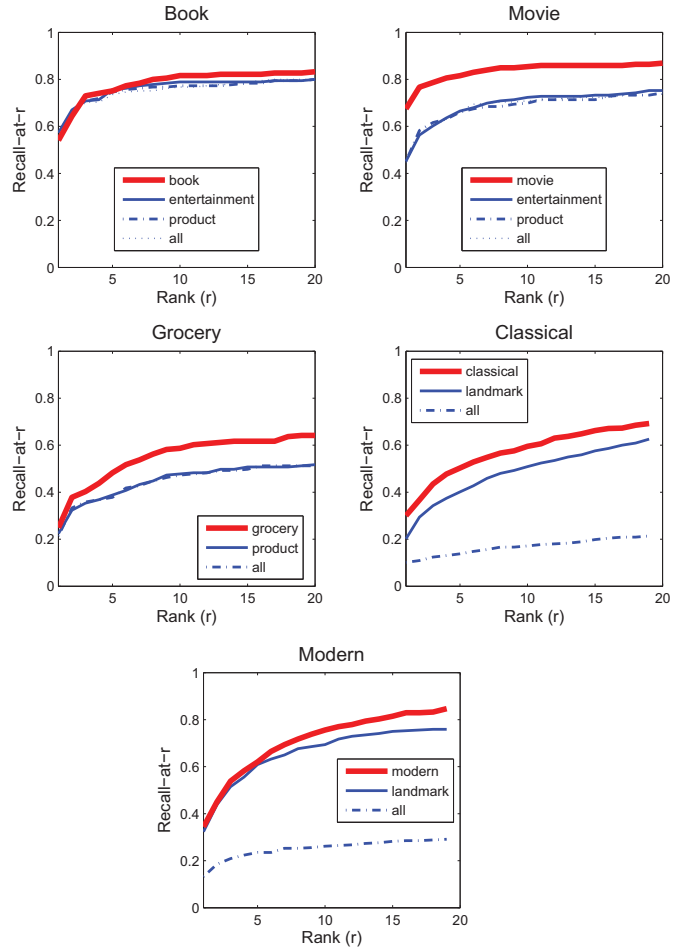 Book
Recall−at−r
1
0.8
0.6
0.4
0.2
0
book
entertainment
product
all
5
10
15
20
Rank (r)
Movie
Recall−at−r
1
0.8
0.6
0.4
0.2
0
movie
entertainment
product
all
5
10
15
20
Rank (r)
Grocery
Recall−at−r
1
0.8
0.6
0.4
0.2
0
grocery
product
all
5
10
15
20
Rank (r)
Classical
Recall−at−r
1
0.8
0.6
0.4
0.2
0
classical
landmark
all
5
10
15
20
Rank (r)
Modern
Recall−at−r
1
0.8
0.6
0.4
0.2
0
modern
landmark
all
5
10
15
20
Rank (r)